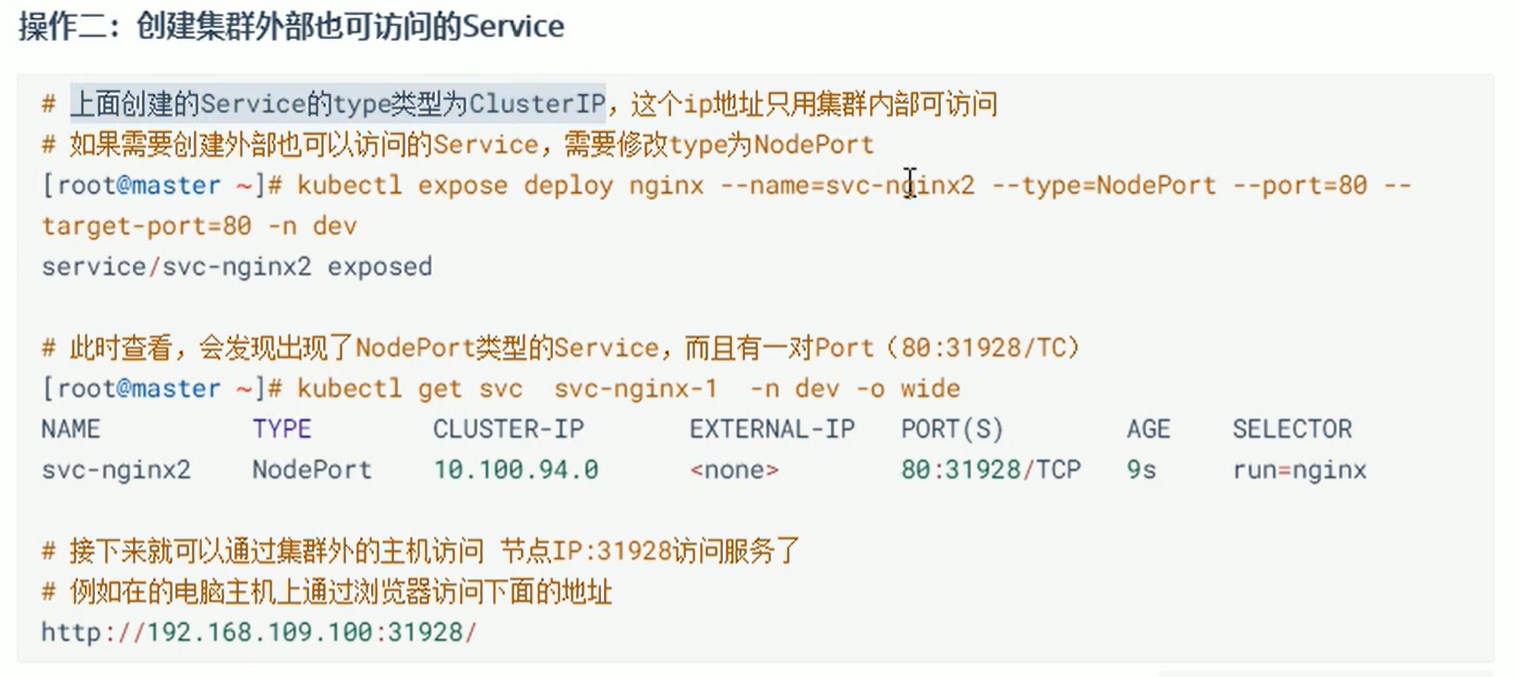 操作二：创建集群外部也可访问的Service
# 上面创建的Service的type类型为ClusterIP，这个ip地址只用集群内部可访问
# 如果需要创建外部也可以访问的Service，需要修改type为NodePort
[root@master ~]# kubectl expose deploy nginx --name=svc-nginx2 --type=NodePort --port=80 --
target-port=80 -n dev
service/svc-nginx2 exposed
# 此时查看，会发现出现了NodePort类型的Service，而且有一对Port（80:31928/TC）
[root@master ~]# kubectl get svc  svc-nginx-1  -n dev -o wide
NAME TYPE CLUSTER-IP EXTERNAL-IP PORT(S) AGE SELECTOR
svc-nginx2 NodePort 10.100.94.0 <none> 80:31928/TCP 9s run=nginx
# 接下来就可以通过集群外的主机访问 节点IP:31928访问服务了
# 例如在的电脑主机上通过浏览器访问下面的地址
http://192.168.109.100:31928/